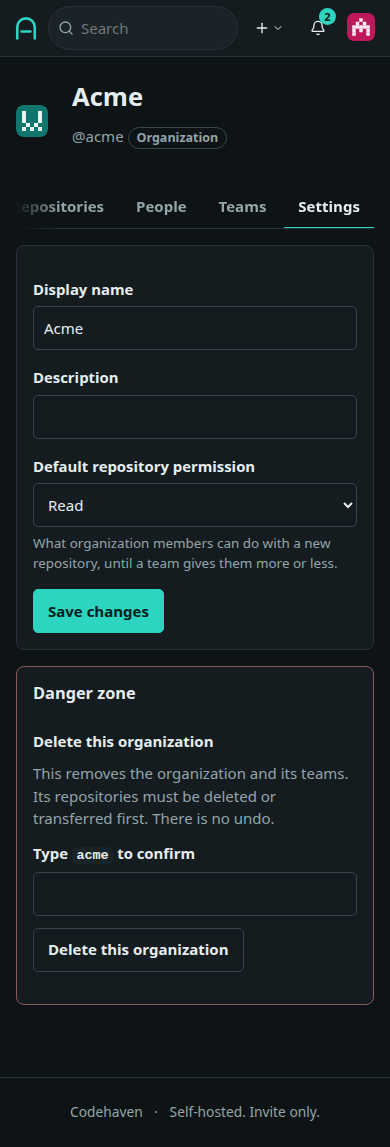 Search
2
Acme
@acme Organization
epositories People Teams Settings
Display name
Acme
Description
Default repository permission
Read
What organization members can do with a new
repository, until a team gives them more or less.
Save changes
Danger zone
Delete this organization
This removes the organization and its teams.
Its repositories must be deleted or
transferred first. There is no undo.
Type acme to confirm
Delete this organization
Codehaven · Self-hosted. Invite only.